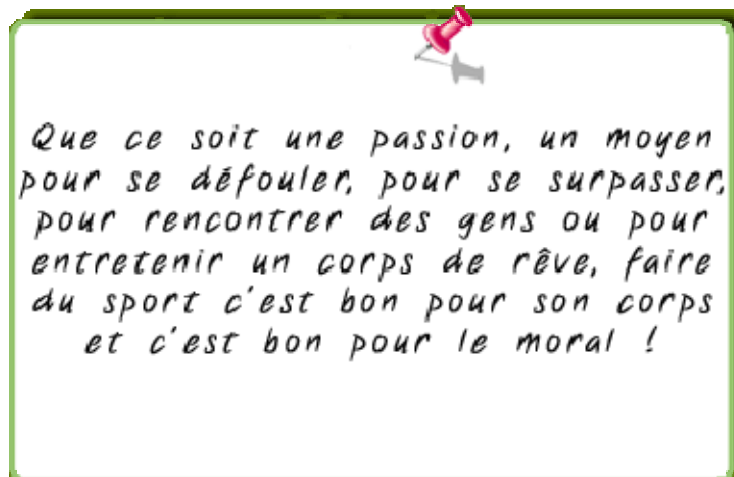 Que ce soit une passion, un moyen
pour se défouler, pour se surpasser,
pour rencontrer des gens ou pour
entretenir un corps de rêve, faire
du sport c'est bon pour son corps
et c'est bon pour le moral !